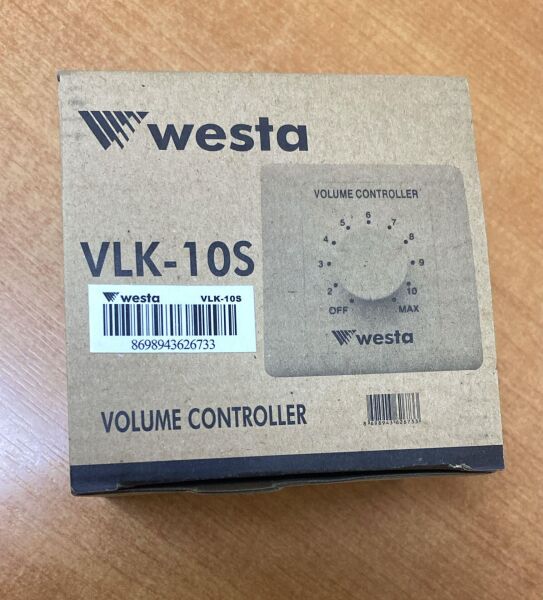 westa
VOLUME CONTROLLER
6
5
7
4
8
3
9
2
10
OFF
MAX
westa
VLK-10S
westa VLK-10S
8698943626733
VOLUME CONTROLLER
8698943626733